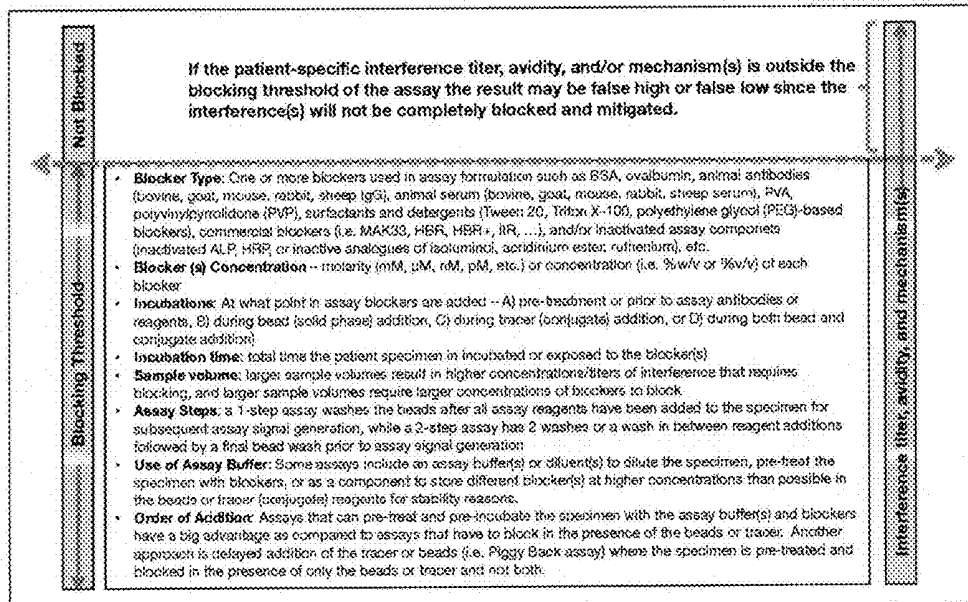 Not Blocked
If the patient-specific interference titer, avidity, and/or mechanism(s) is outside the
blocking threshold of the assay the result may be false high or false low since the
interference(s) will not be completely blocked and mitigated.
Blocking Threshold
• Blocker Type: One or more blockers used in assay formulation such as BSA, ovalbumin, animal antibodies
(bovine, goat, mouse, rabbit, sheep IgG), animal serum (bovine, goat, mouse, rabbit, sheep serum), PVA,
polyvinylpyrrolidone (PVP), surfactants and detergents (Tween 20, Triton X-100, polyethylene glycol (PEG)-based
blockers), commercial blockers (i.e. MAK33, HBR, HBR+, IIR, ...), and/or inactivated assay componets
(inactivated ALP, HRP, or inactive analogues of isoluminol, acridinium ester, ruthenium), etc.
• Blocker (s) Concentration – molarity (mM, µM, nM, pM, etc.) or concentration (i.e. %w/v or %v/v) of each
blocker
• Incubations: At what point in assay blockers are added – A) pre-treatment or prior to assay antibodies or
reagents, B) during bead (solid phase) addition, C) during tracer (conjugate) addition, or D) during both bead and
conjugate addition)
• Incubation time: total time the patient specimen in incubated or exposed to the blocker(s)
• Sample volume: larger sample volumes result in higher concentrations/titers of interference that requires
blocking, and larger sample volumes require larger concentrations of blockers to block
• Assay Steps: a 1-step assay washes the beads after all assay reagents have been added to the specimen for
subsequent assay signal generation, while a 2-step assay has 2 washes or a wash in between reagent additions
followed by a final bead wash prior to assay signal generation
• Use of Assay Buffer: Some assays include an assay buffer(s) or diluent(s) to dilute the specimen, pre-treat the
specimen with blockers, or as a component to store different blocker(s) at higher concentrations than possible in
the beads or tracer (conjugate) reagents for stability reasons.
• Order of Addition: Assays that can pre-treat and pre-incubate the specimen with the assay buffer(s) and blockers
have a big advantage as compared to assays that have to block in the presence of the beads or tracer. Another
approach is delayed addition of the tracer or beads (i.e. Piggy Back assay) where the specimen is pre-treated and
blocked in the presence of only the beads or tracer and not both.
Interference titer, avidity, and mechanism(s)